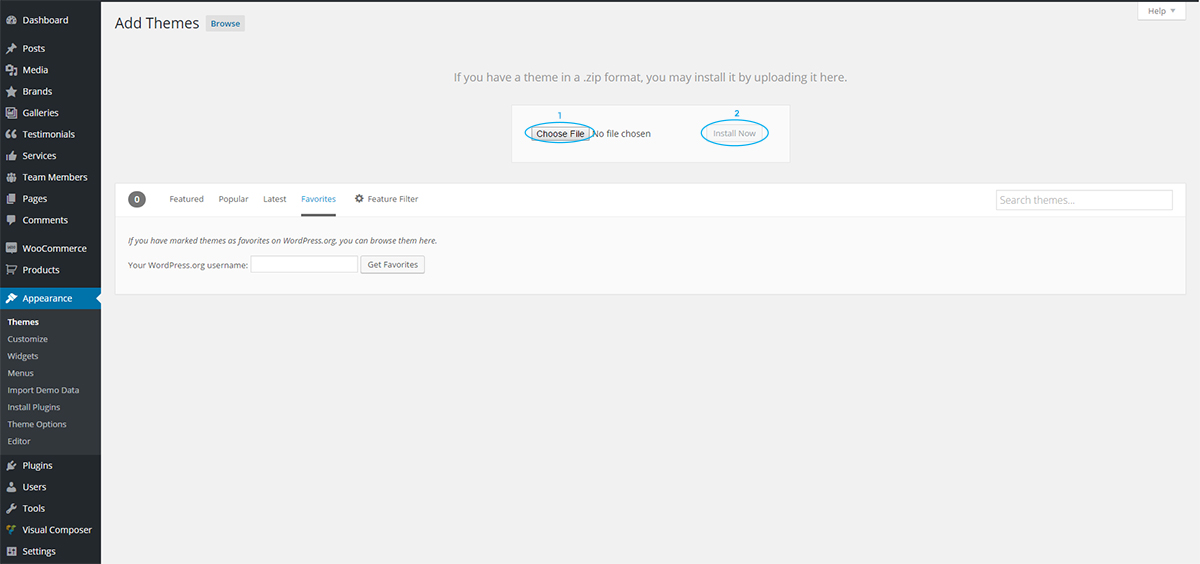 Dashboard
Posts
Media
Brands
Galleries
Testimonials
Services
Team Members
Pages
Comments
WooCommerce
Products
Appearance
Themes
Customize
Widgets
Menus
Import Demo Data
Install Plugins
Theme Options
Editor
Plugins
Users
Tools
Visual Composer
Settings
Add Themes Browse
Help
If you have a theme in a .zip format, you may install it by uploading it here.
1 2
Choose File No file chosen Install Now
0 Featured Popular Latest Favorites Feature Filter Search themes...
If you have marked themes as favorites on WordPress.org, you can browse them here.
Your WordPress.org username: Get Favorites